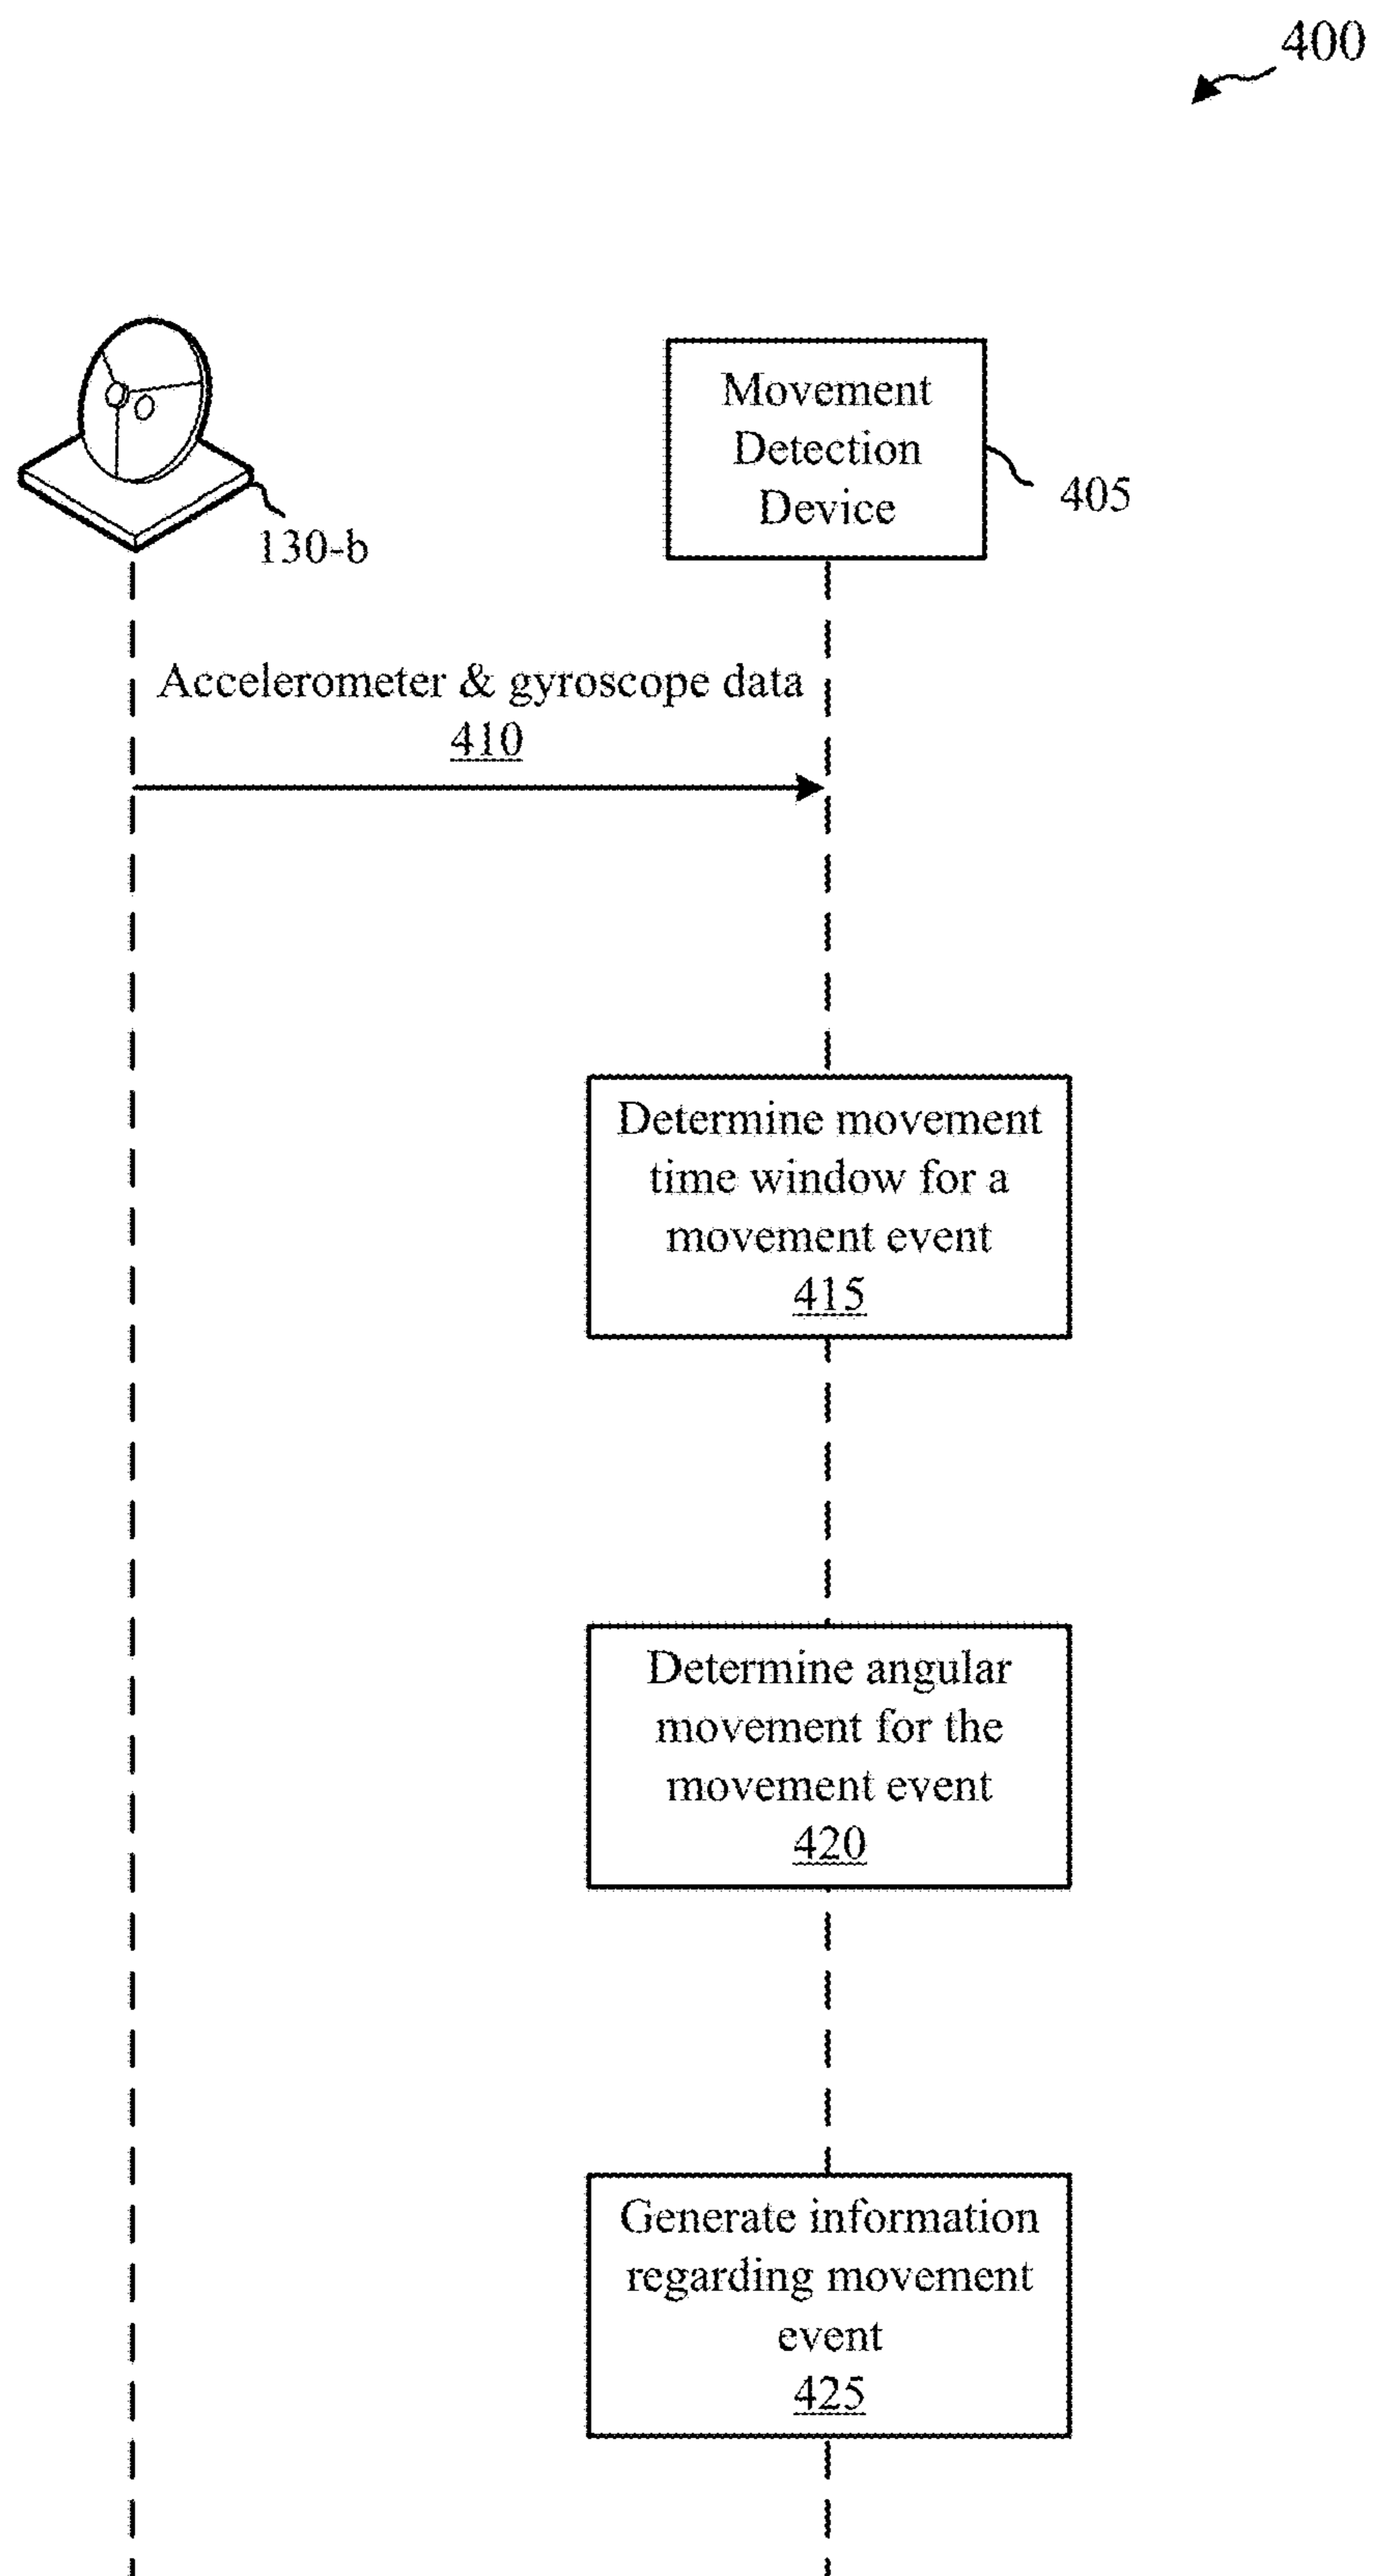 400
Movement
Detection
Device
405
130-b
Accelerometer & gyroscope data
410
Determine movement
time window for a
movement event
415
Determine angular
movement for the
movement event
420
Generate information
regarding movement
event
425